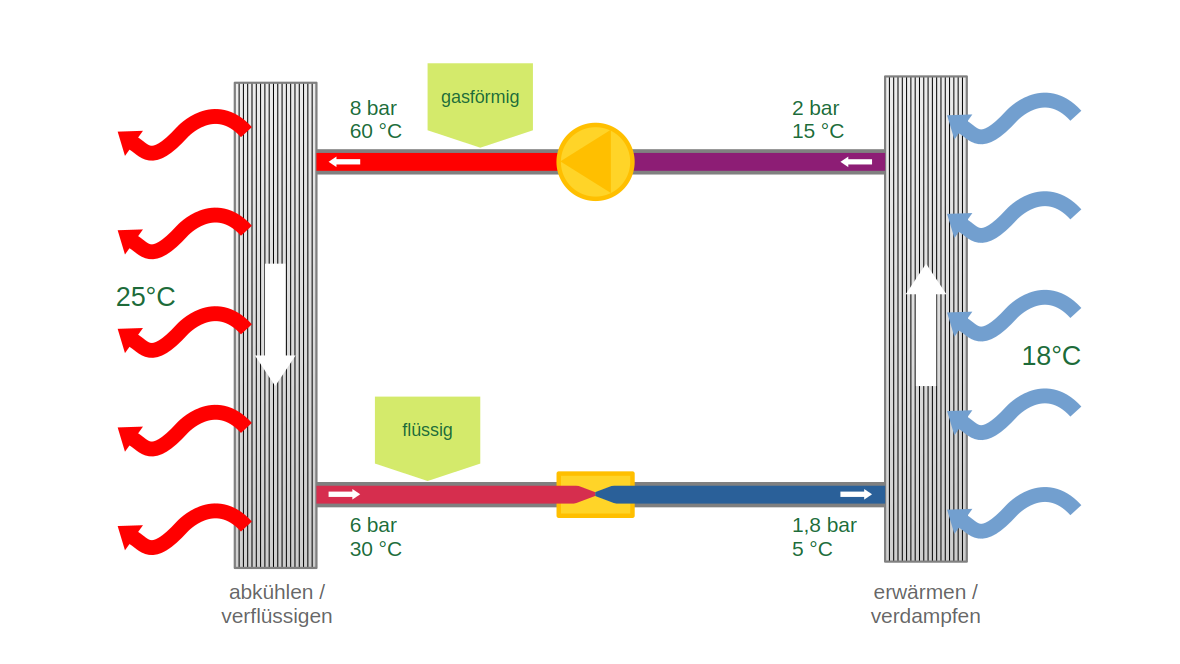 gasförmig
8 bar
60 °C
2 bar
15 °C
25°C
18°C
flüssig
6 bar
30 °C
1,8 bar
5 °C
abkühlen /
verflüssigen
erwärmen /
verdampfen